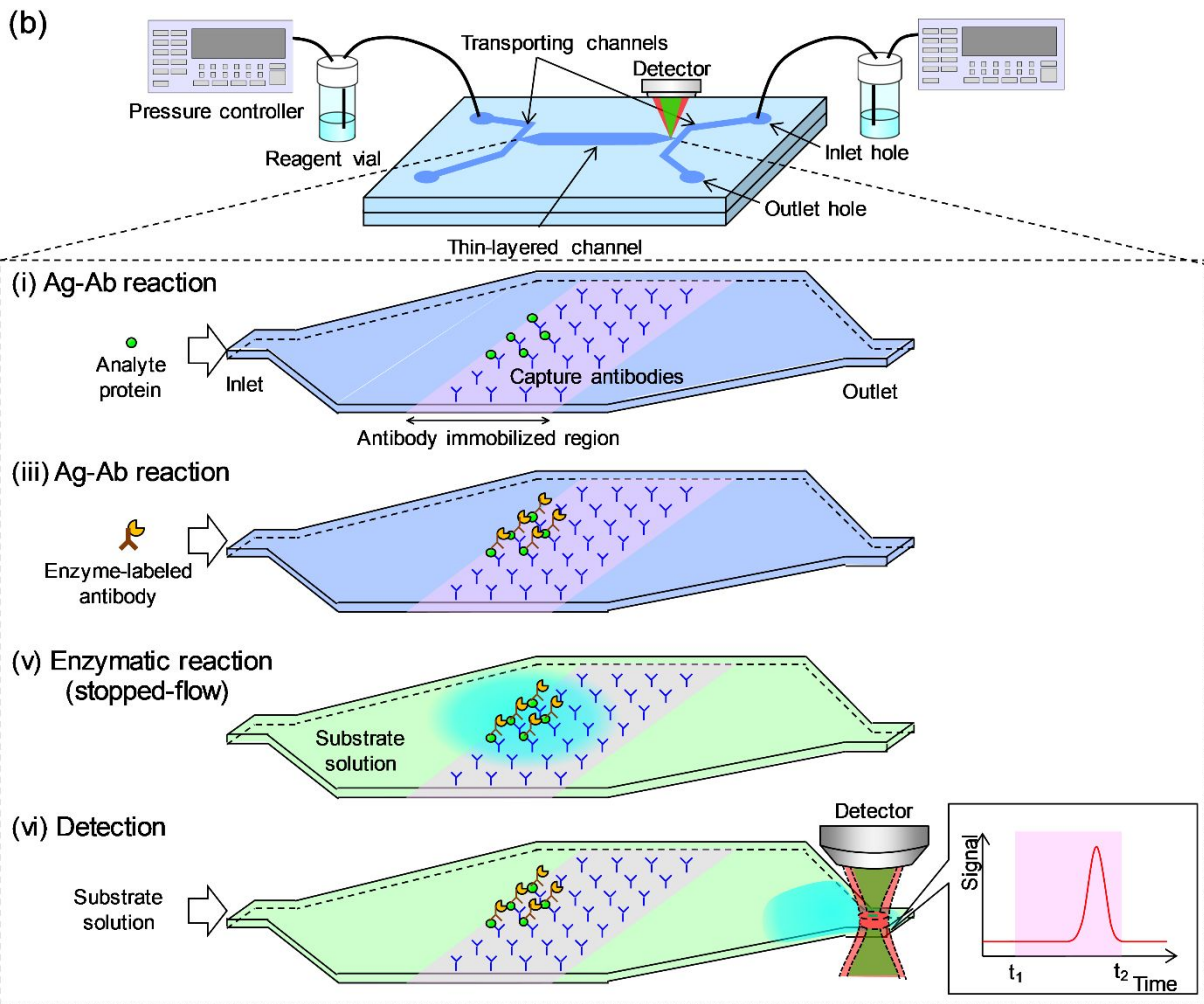 (b)
Transporting channels
Detector
Pressure controller
Reagent vial
Inlet hole
Outlet hole
Thin-layered channel
(i) Ag-Ab reaction
Analyte
protein
Inlet
Capture antibodies
Outlet
Antibody immobilized region
(iii) Ag-Ab reaction
Enzyme-labeled
antibody
(v) Enzymatic reaction
(stopped-flow)
Substrate
solution
(vi) Detection
Detector
Substrate
solution
Signal
t1
t2
Time